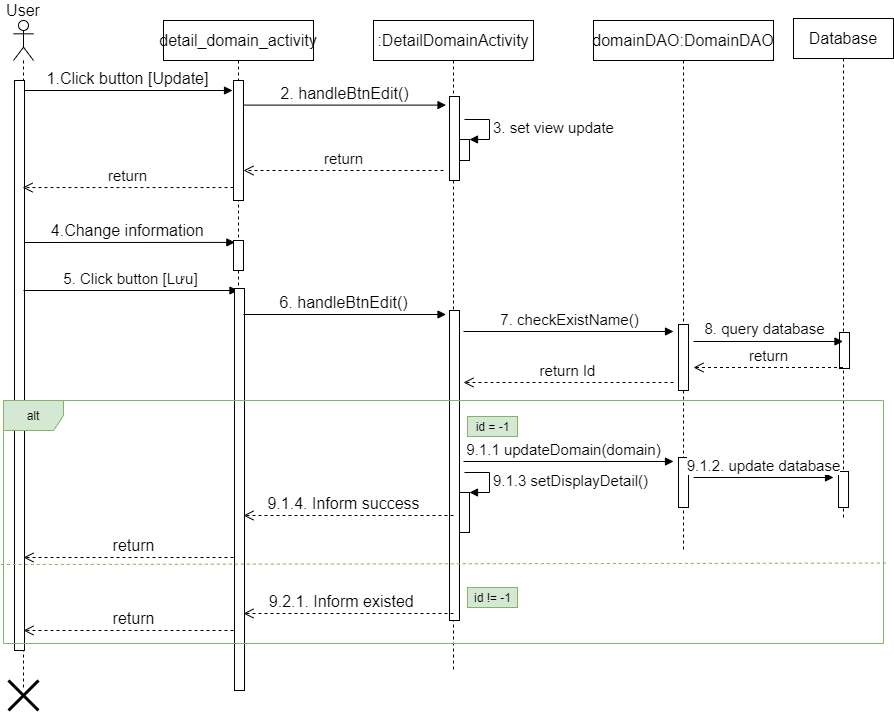 User
detail_domain_activity
:DetailDomainActivity
domainDAO:DomainDAO
Database
1.Click button [Update]
2. handleBtnEdit()
3. set view update
return
return
4.Change information
5. Click button [Lưu]
6. handleBtnEdit()
7. checkExistName()
8. query database
return
return Id
alt
id = -1
9.1.1 updateDomain(domain)
9.1.2. update database
9.1.3 setDisplayDetail()
9.1.4. Inform success
return
id != -1
9.2.1. Inform existed
return